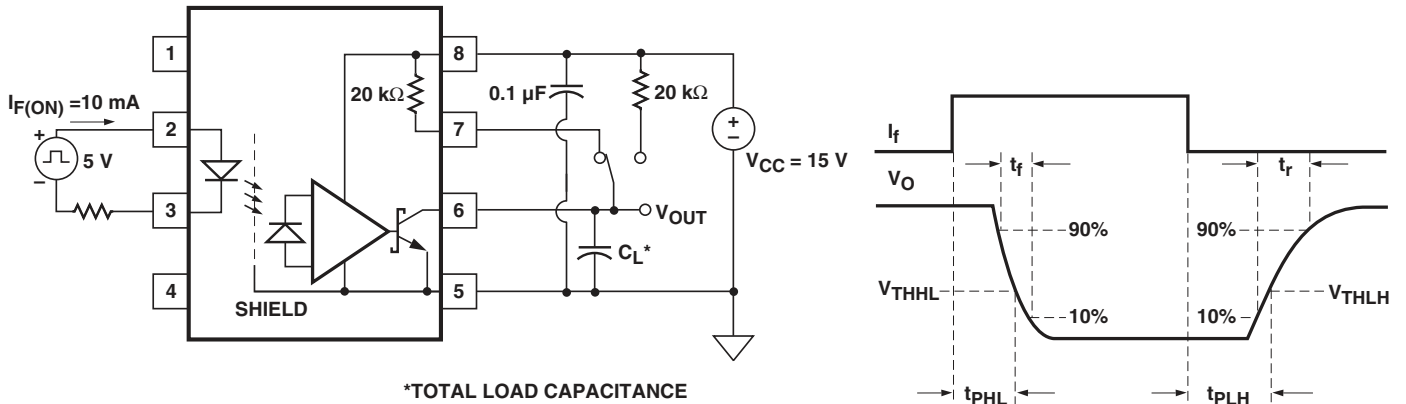 1
8
I_F(ON) =10 mA
20 kΩ
0.1 µF
20 kΩ
2
7
+
5 V
–
+
–
V_CC = 15 V
3
6
V_OUT
C_L*
4
5
SHIELD
*TOTAL LOAD CAPACITANCE
I_f
t_f
t_r
V_O
90%
90%
V_THHL
V_THLH
10%
10%
t_PHL
t_PLH